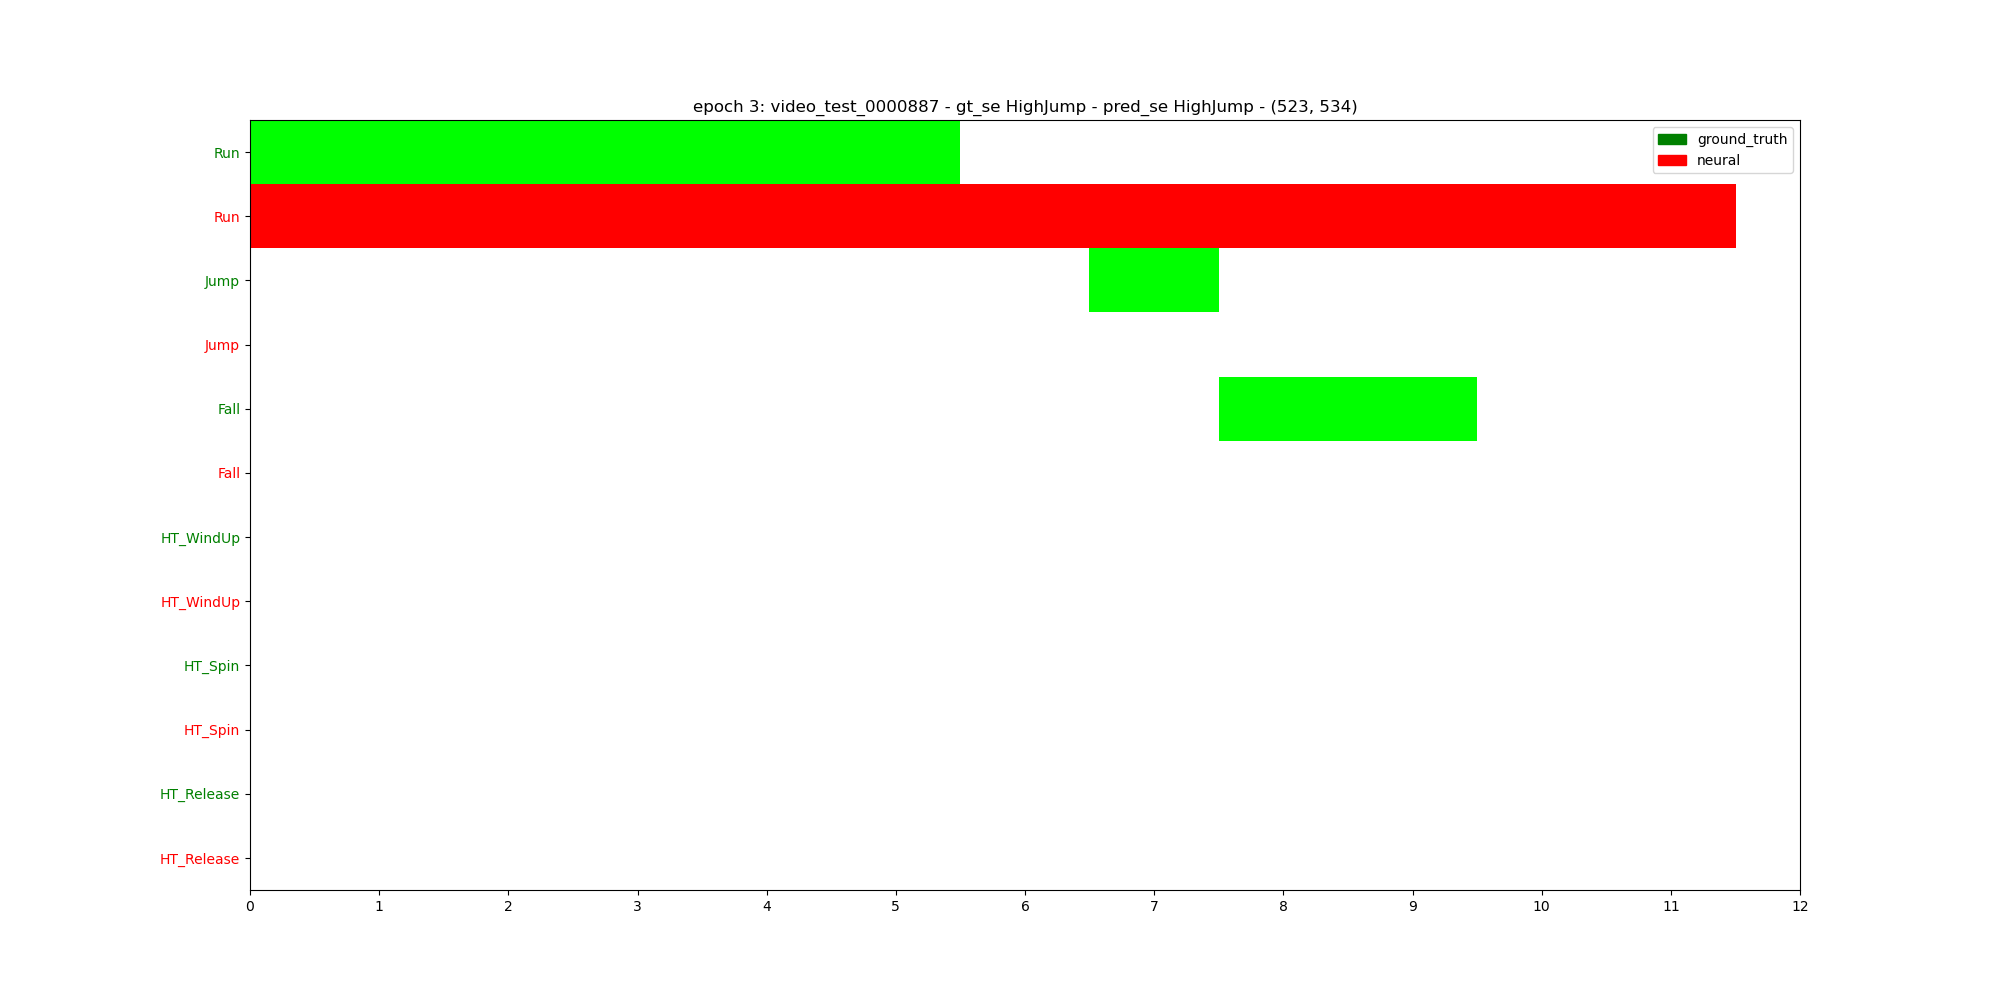 epoch 3: video_test_0000887 - gt_se HighJump - pred_se HighJump - (523, 534)
ground_truth
neural
Run
Run
Jump
Jump
Fall
Fall
HT_WindUp
HT_WindUp
HT_Spin
HT_Spin
HT_Release
HT_Release
0 1 2 3 4 5 6 7 8 9 10 11 12